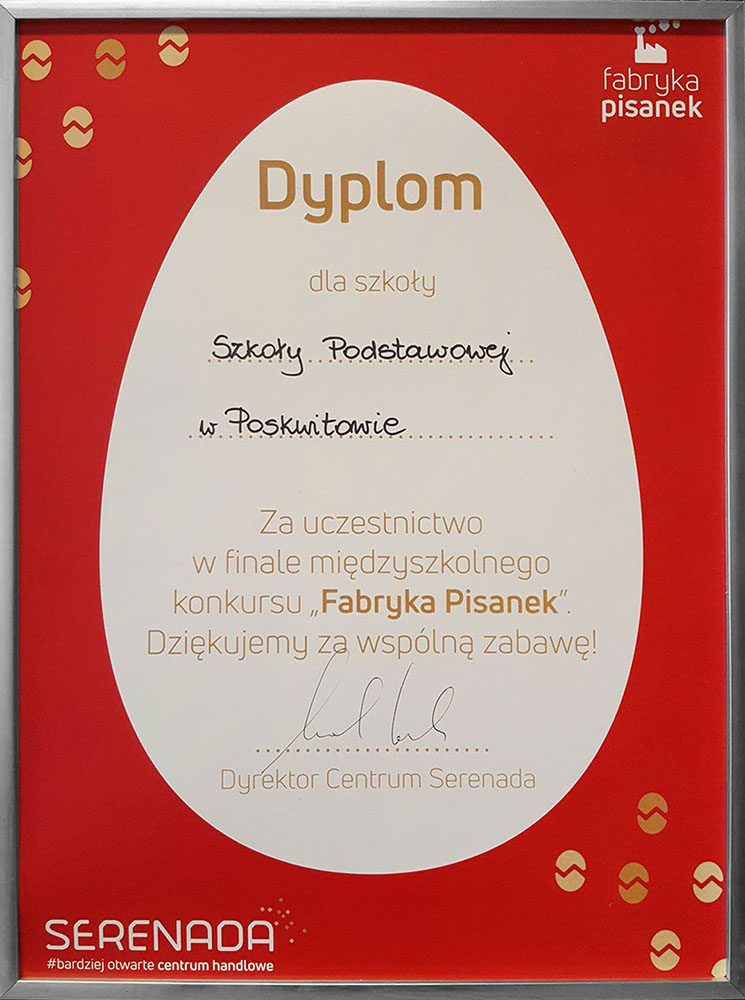 fabryka
pisanek
Dyplom
dla szkoły
Szkoły Podstawowej
w Poskwitowie
Za uczestnictwo
w finale międzyszkolnego
konkursu „Fabryka Pisanek”.
Dziękujemy za wspólną zabawę!
Dyrektor Centrum Serenada
SERENADA
#bardziej otwarte centrum handlowe